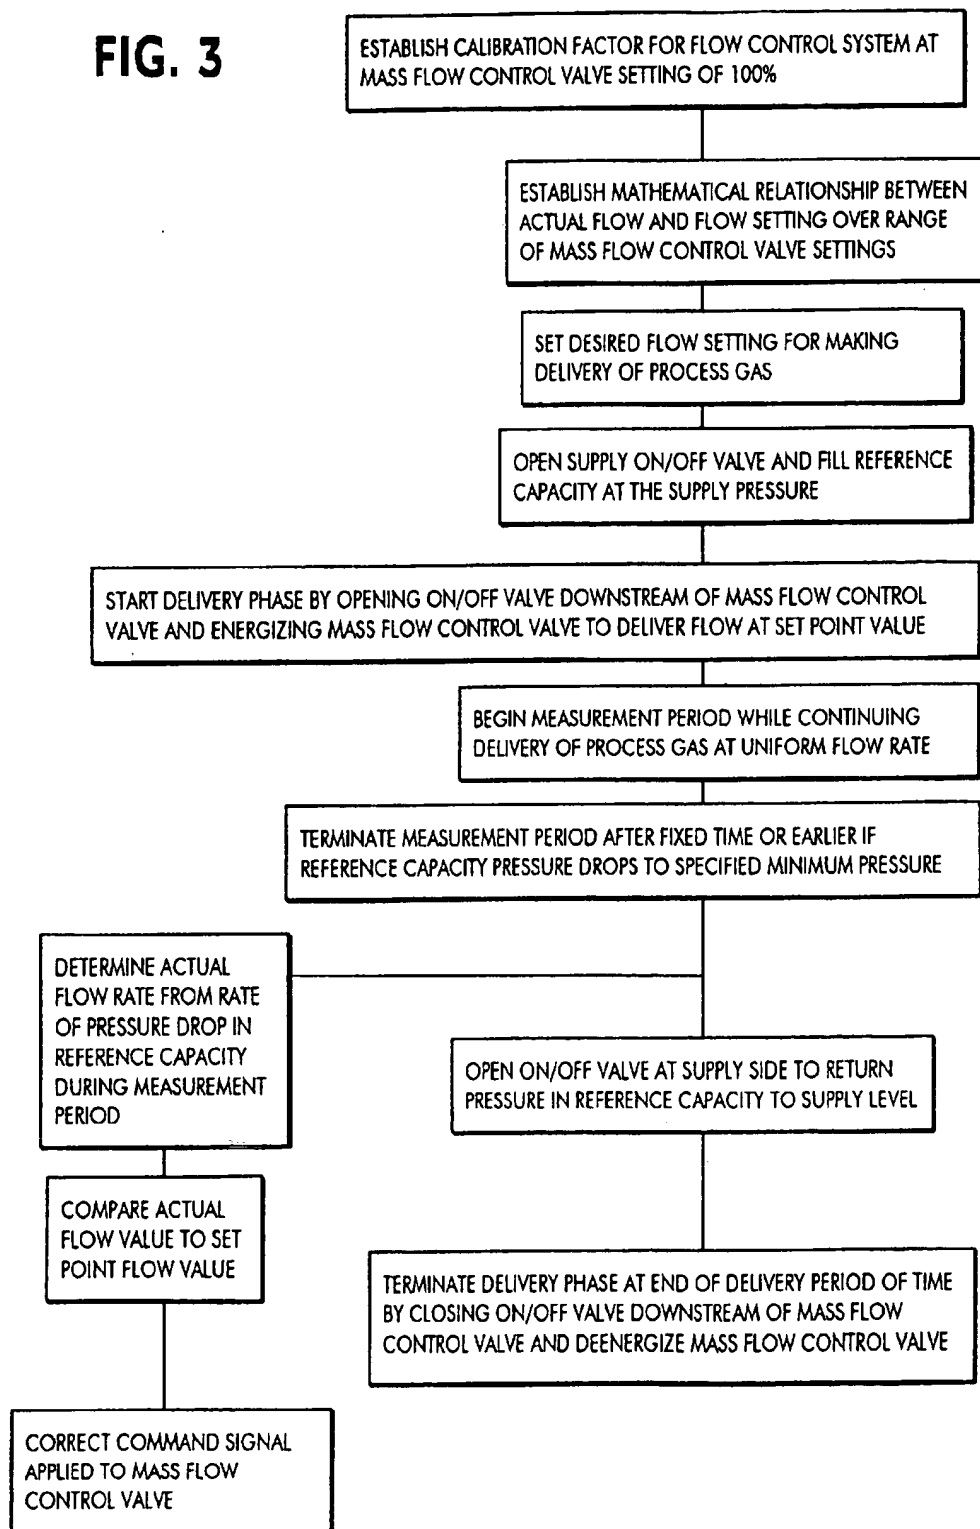 FIG. 3
ESTABLISH CALIBRATION FACTOR FOR FLOW CONTROL SYSTEM AT
MASS FLOW CONTROL VALVE SETTING OF 100%
ESTABLISH MATHEMATICAL RELATIONSHIP BETWEEN
ACTUAL FLOW AND FLOW SETTING OVER RANGE
OF MASS FLOW CONTROL VALVE SETTINGS
SET DESIRED FLOW SETTING FOR MAKING
DELIVERY OF PROCESS GAS
OPEN SUPPLY ON/OFF VALVE AND FILL REFERENCE
CAPACITY AT THE SUPPLY PRESSURE
START DELIVERY PHASE BY OPENING ON/OFF VALVE DOWNSTREAM OF MASS FLOW CONTROL
VALVE AND ENERGIZING MASS FLOW CONTROL VALVE TO DELIVER FLOW AT SET POINT VALUE
BEGIN MEASUREMENT PERIOD WHILE CONTINUING
DELIVERY OF PROCESS GAS AT UNIFORM FLOW RATE
TERMINATE MEASUREMENT PERIOD AFTER FIXED TIME OR EARLIER IF
REFERENCE CAPACITY PRESSURE DROPS TO SPECIFIED MINIMUM PRESSURE
DETERMINE ACTUAL
FLOW RATE FROM RATE
OF PRESSURE DROP IN
REFERENCE CAPACITY
DURING MEASUREMENT
PERIOD
OPEN ON/OFF VALVE AT SUPPLY SIDE TO RETURN
PRESSURE IN REFERENCE CAPACITY TO SUPPLY LEVEL
COMPARE ACTUAL
FLOW VALUE TO SET
POINT FLOW VALUE
TERMINATE DELIVERY PHASE AT END OF DELIVERY PERIOD OF TIME
BY CLOSING ON/OFF VALVE DOWNSTREAM OF MASS FLOW
CONTROL VALVE AND DEENERGIZE MASS FLOW CONTROL VALVE
CORRECT COMMAND SIGNAL
APPLIED TO MASS FLOW
CONTROL VALVE